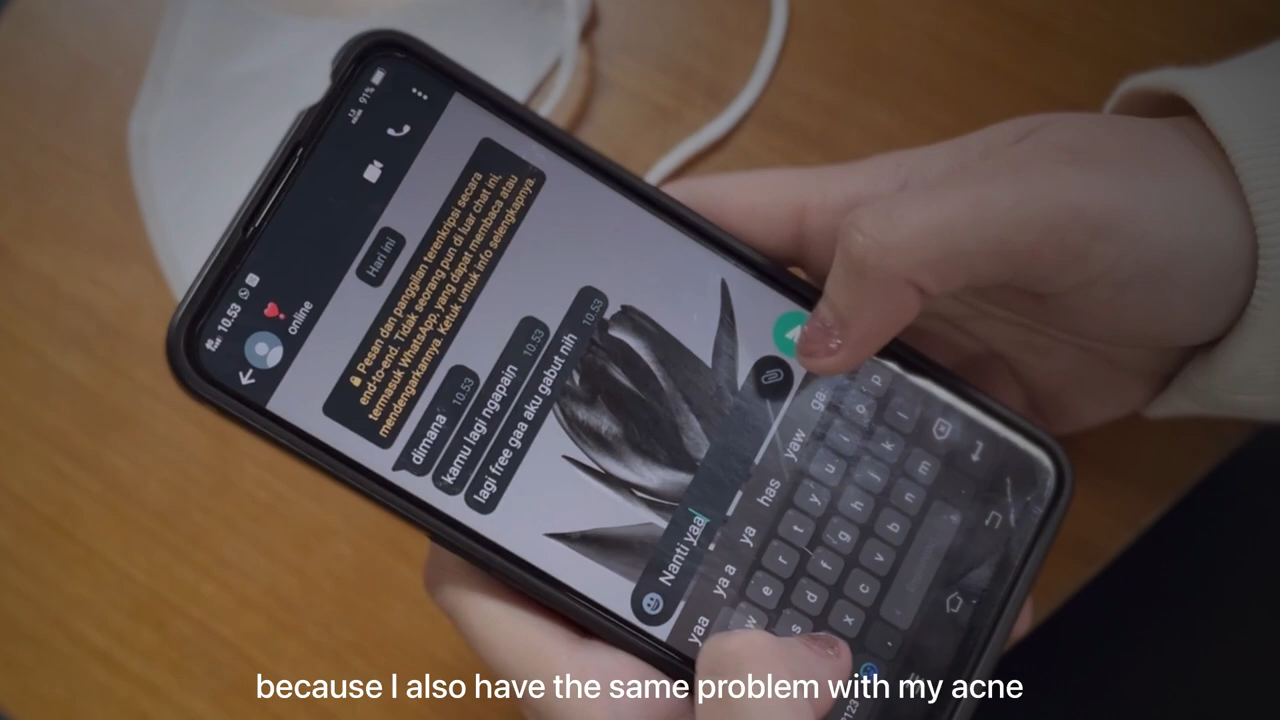 10.53
91%
online
Hari ini
Pesan dan panggilan terenkripsi secara
end-to-end. Tidak seorang pun di luar chat ini,
termasuk WhatsApp, yang dapat membaca atau
mendengarkannya. Ketuk untuk info selengkapnya.
dimana 10.53
kamu lagi ngapain 10.53
lagi free gaa aku gabut nih 10.53
Nanti yaa
yaa ya a ya has yaw ga
w e r t y u i o p
s d f g h j k l
x c v b n m
?123 ,
because I also have the same problem with my acne